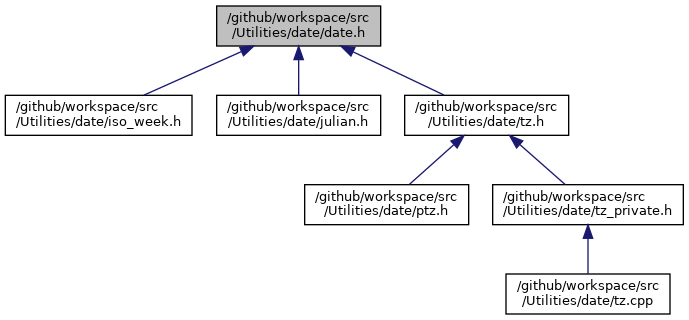 /github/workspace/src
/Utilities/date/date.h
/github/workspace/src
/Utilities/date/iso_week.h
/github/workspace/src
/Utilities/date/julian.h
/github/workspace/src
/Utilities/date/tz.h
/github/workspace/src
/Utilities/date/ptz.h
/github/workspace/src
/Utilities/date/tz_private.h
/github/workspace/src
/Utilities/date/tz.cpp